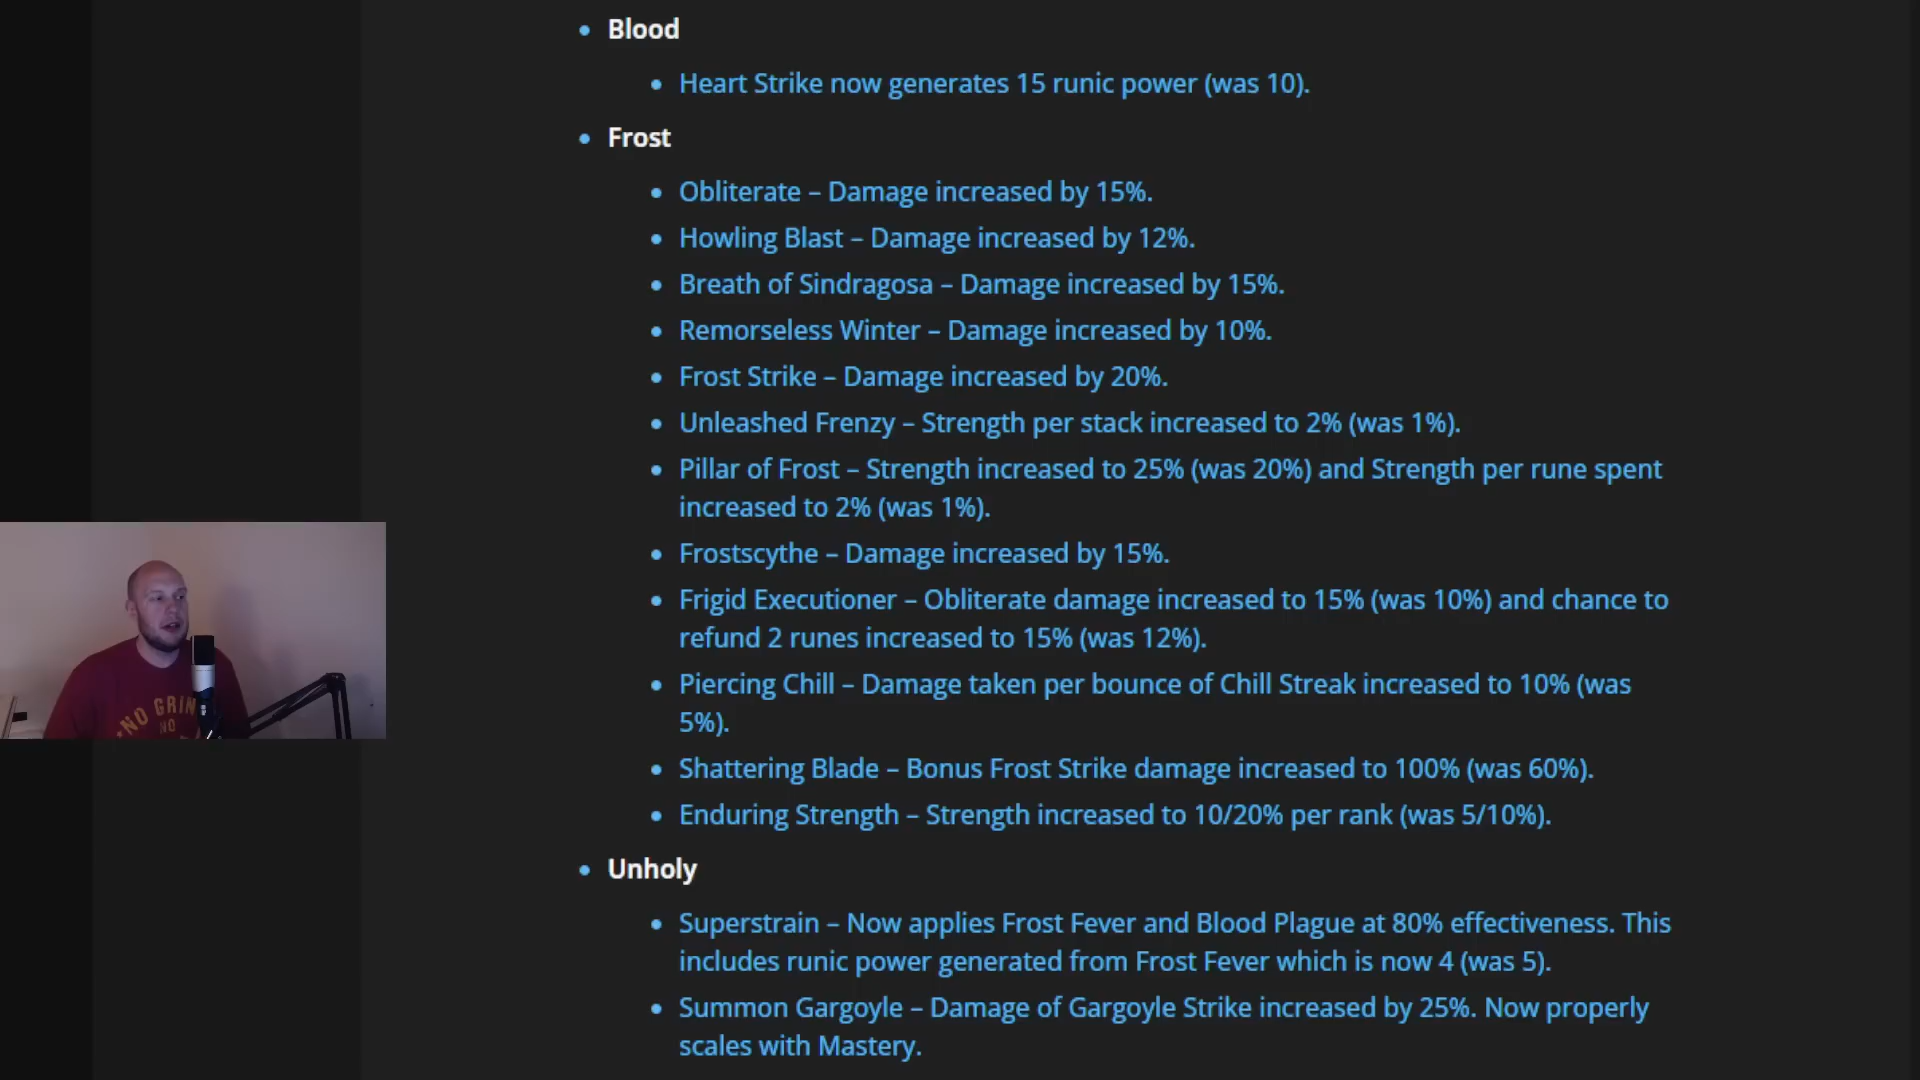 Blood
Heart Strike now generates 15 runic power (was 10).
Frost
Obliterate – Damage increased by 15%.
Howling Blast – Damage increased by 12%.
Breath of Sindragosa – Damage increased by 15%.
Remorseless Winter – Damage increased by 10%.
Frost Strike – Damage increased by 20%.
Unleashed Frenzy – Strength per stack increased to 2% (was 1%).
Pillar of Frost – Strength increased to 25% (was 20%) and Strength per rune spent
increased to 2% (was 1%).
Frostscythe – Damage increased by 15%.
Frigid Executioner – Obliterate damage increased to 15% (was 10%) and chance to
refund 2 runes increased to 15% (was 12%).
Piercing Chill – Damage taken per bounce of Chill Streak increased to 10% (was
5%).
Shattering Blade – Bonus Frost Strike damage increased to 100% (was 60%).
Enduring Strength – Strength increased to 10/20% per rank (was 5/10%).
Unholy
Superstrain – Now applies Frost Fever and Blood Plague at 80% effectiveness. This
includes runic power generated from Frost Fever which is now 4 (was 5).
Summon Gargoyle – Damage of Gargoyle Strike increased by 25%. Now properly
scales with Mastery.
NO GRIN
NO